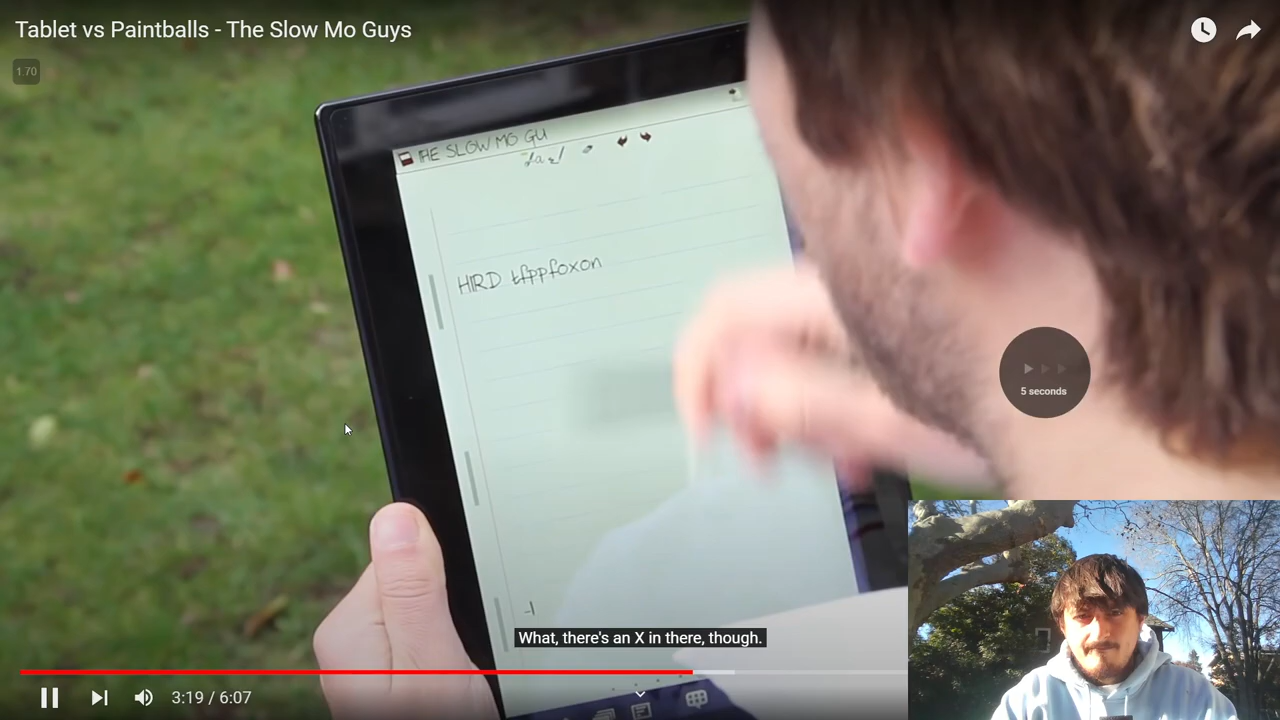 Tablet vs Paintballs - The Slow Mo Guys
1.70
THE SLOW MO GU
HIRD tfppfoxon
5 seconds
What, there's an X in there, though.
3:19 / 6:07